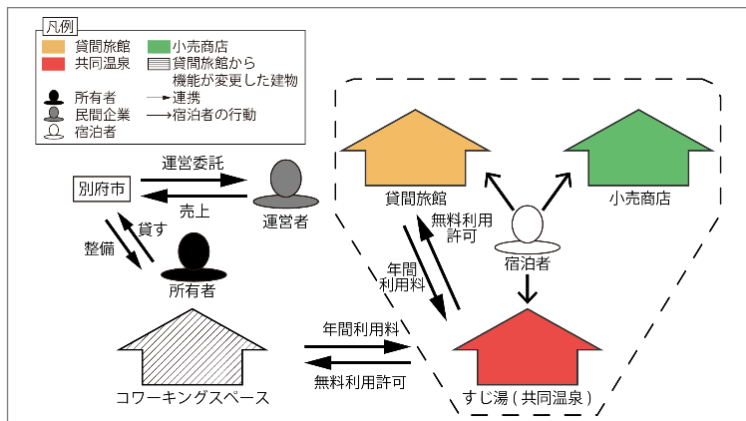 凡例
貸間旅館
小売商店
共同温泉
貸間旅館から
機能が変更した建物
所有者
連携
民間企業
宿泊者の行動
宿泊者
運営委託
別府市
売上
運営者
貸す
整備
所有者
貸間旅館
小売商店
無料利用
許可
年間
利用料
宿泊者
年間利用料
無料利用許可
コワーキングスペース
すじ湯(共同温泉)